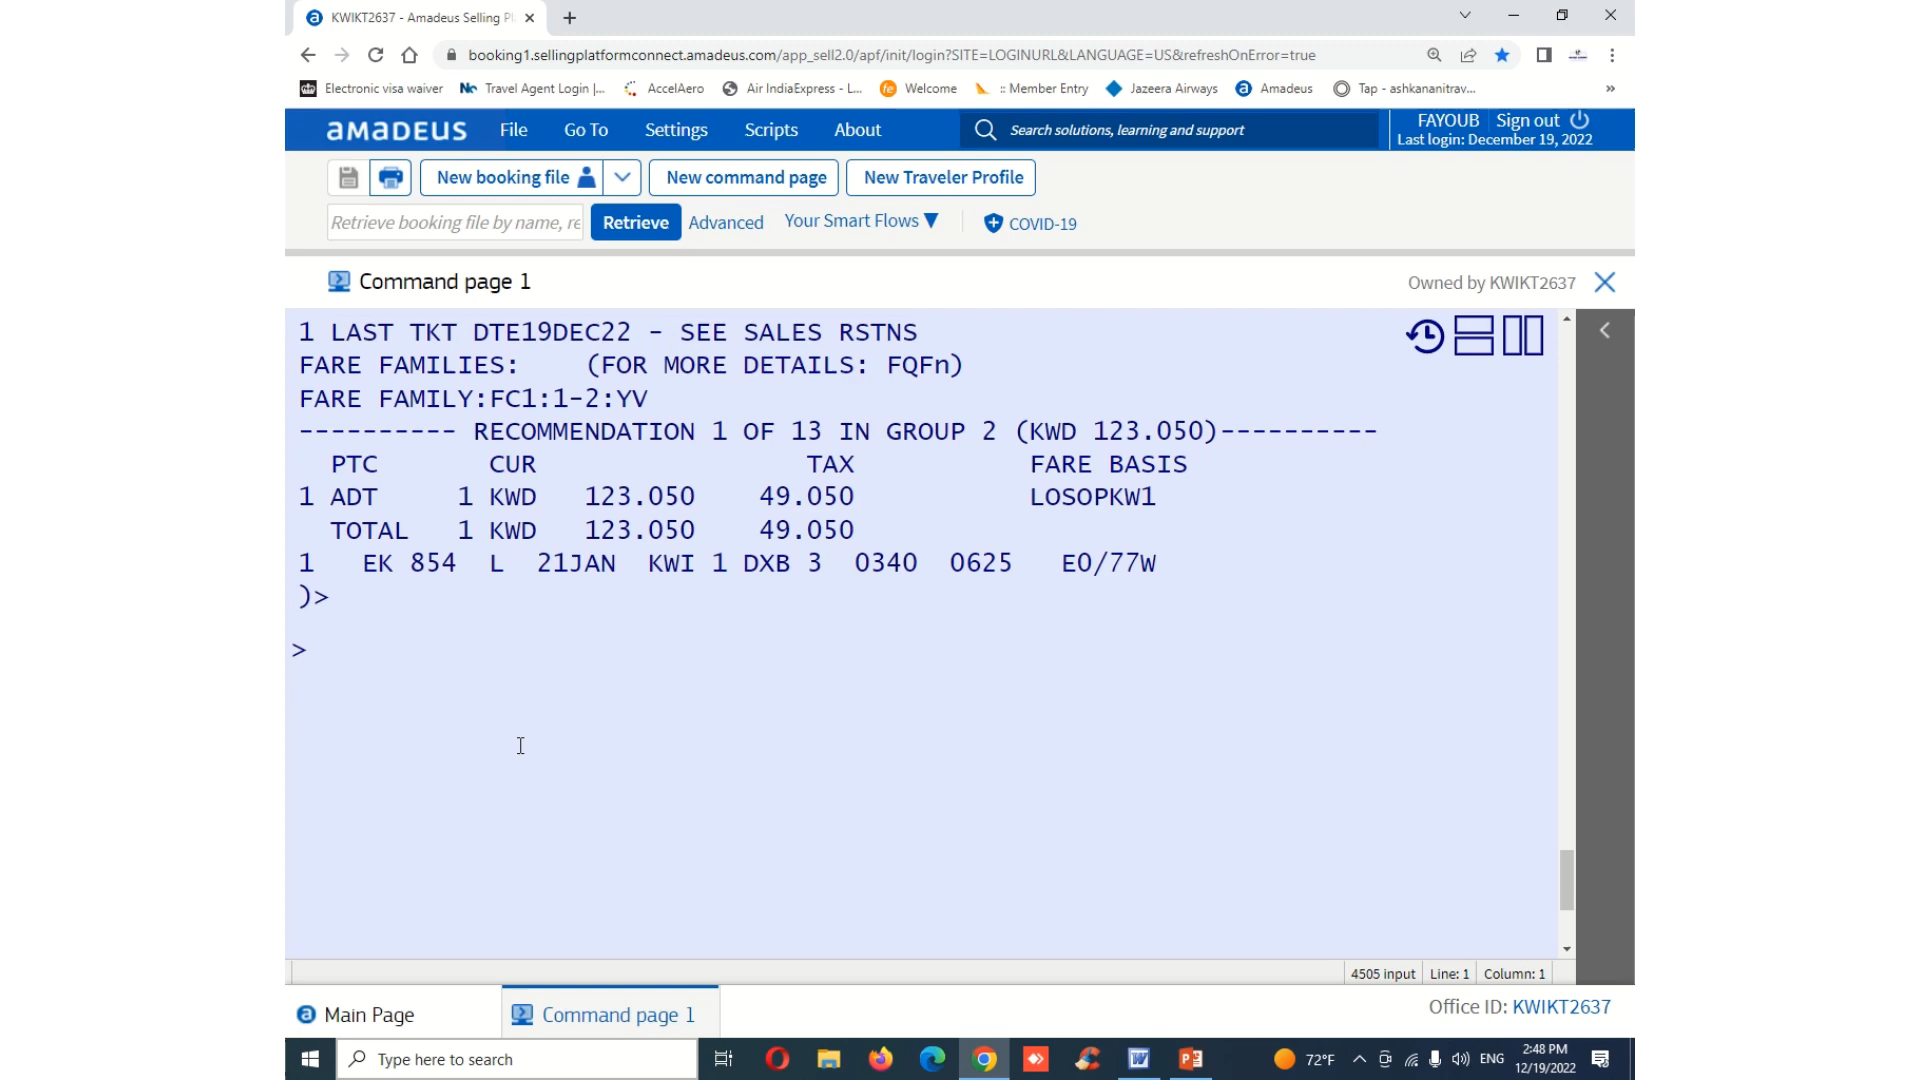 KWIKT2637 - Amadeus Selling Pl
booking1.sellingplatformconnect.amadeus.com/app_sell2.0/apf/init/login?SITE=LOGINURL&LANGUAGE=US&refreshOnError=true
Electronic visa waiver Travel Agent Login |... AccelAero Air IndiaExpress - L... Welcome :: Member Entry Jazeera Airways Amadeus Tap - ashkananitrav... »
amadeus File Go To Settings Scripts About Search solutions, learning and support FAYOUB Sign out
Last login: December 19, 2022
New booking file New command page New Traveler Profile
Retrieve booking file by name, re Retrieve Advanced Your Smart Flows COVID-19
Command page 1 Owned by KWIKT2637
1 LAST TKT DTE19DEC22 - SEE SALES RSTNS
FARE FAMILIES: (FOR MORE DETAILS: FQFn)
FARE FAMILY:FC1:1-2:YV
---------- RECOMMENDATION 1 OF 13 IN GROUP 2 (KWD 123.050)----------
PTC CUR TAX FARE BASIS
1 ADT 1 KWD 123.050 49.050 LOSOPKW1
TOTAL 1 KWD 123.050 49.050
1 EK 854 L 21JAN KWI 1 DXB 3 0340 0625 E0/77W
)>
>
4505 input Line: 1 Column: 1
Main Page Command page 1 Office ID: KWIKT2637
Type here to search 72°F ENG 2:48 PM
12/19/2022